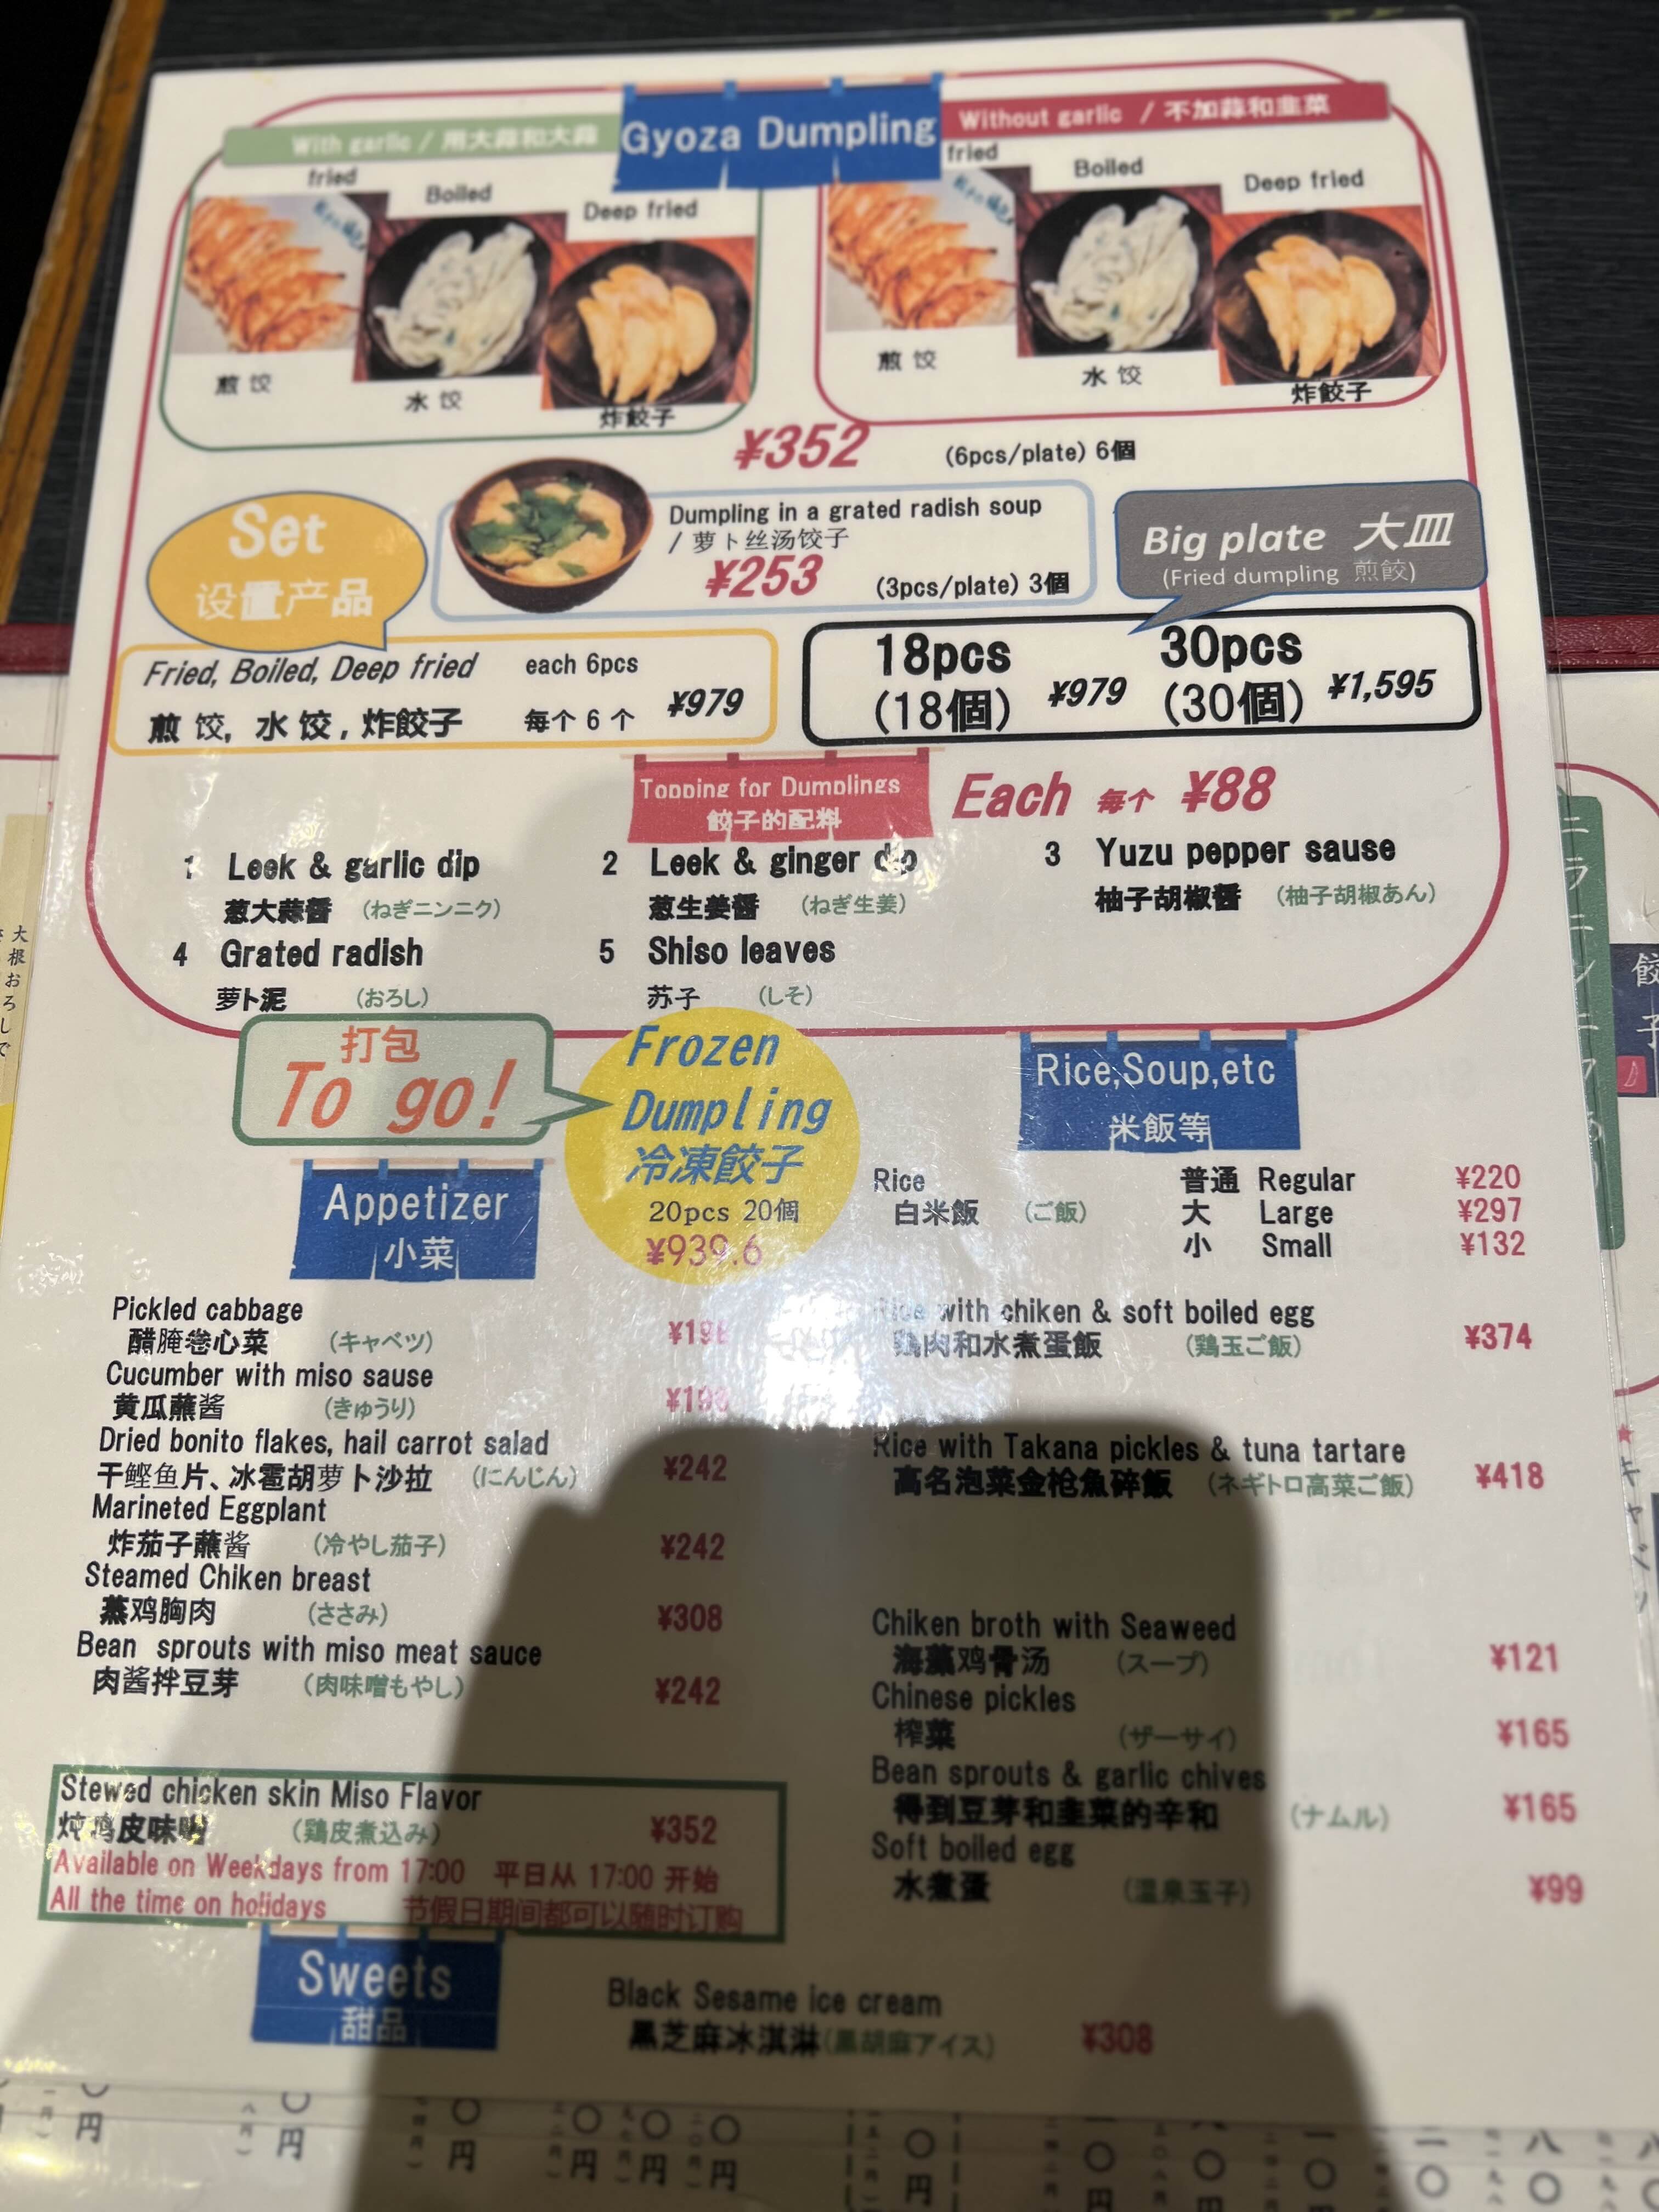 Gyoza Dumpling
With garlic / 用大蒜和大蒜
fried
Boiled
Deep fried
煎 饺
水 饺
炸餃子
Without garlic / 不加蒜和韭菜
fried
Boiled
Deep fried
煎 饺
水 饺
炸餃子
¥352 (6pcs/plate) 6個
Set
设置产品
Dumpling in a grated radish soup
/ 萝卜丝汤饺子
¥253 (3pcs/plate) 3個
Big plate 大皿
(Fried dumpling 煎餃)
Fried, Boiled, Deep fried each 6pcs
煎 饺, 水 饺, 炸餃子 每个 6 个 ¥979
18pcs
(18個) ¥979
30pcs
(30個) ¥1,595
Topping for Dumplings
餃子的配料
Each 每个 ¥88
1 Leek & garlic dip
葱大蒜醤 (ねぎニンニク)
2 Leek & ginger dip
葱生姜醤 (ねぎ生姜)
3 Yuzu pepper sause
柚子胡椒醤 (柚子胡椒あん)
4 Grated radish
萝卜泥 (おろし)
5 Shiso leaves
苏子 (しそ)
打包
To go!
Frozen
Dumpling
冷凍餃子
20pcs 20個
¥939.6
Appetizer
小菜
Pickled cabbage
醋腌卷心菜 (キャベツ)
Cucumber with miso sause
黄瓜蘸酱 (きゅうり)
Dried bonito flakes, hail carrot salad
干鲣鱼片、冰雹胡萝卜沙拉 (にんじん) ¥242
Marineted Eggplant
炸茄子蘸酱 (冷やし茄子) ¥242
Steamed Chiken breast
蒸鸡胸肉 (ささみ) ¥308
Bean sprouts with miso meat sauce
肉酱拌豆芽 (肉味噌もやし) ¥242
Stewed chicken skin Miso Flavor
炖鸡皮味噌 (鶏皮煮込み) ¥352
Available on Weekdays from 17:00 平日从 17:00 开始
All the time on holidays 节假日期间都可以随时订购
Rice,Soup,etc
米飯等
Rice 普通 Regular ¥220
白米飯 (ご飯) 大 Large ¥297
小 Small ¥132
Rice with chiken & soft boiled egg
鶏肉和水煮蛋飯 (鶏玉ご飯) ¥374
Rice with Takana pickles & tuna tartare
高名泡菜金枪魚碎飯 (ネギトロ高菜ご飯) ¥418
Chiken broth with Seaweed
海藻鸡骨汤 (スープ) ¥121
Chinese pickles
榨菜 (ザーサイ) ¥165
Bean sprouts & garlic chives
得到豆芽和韭菜的辛和 (ナムル) ¥165
Soft boiled egg
水煮蛋 (温泉玉子) ¥99
Sweets
甜品
Black Sesame ice cream
黒芝麻冰淇淋(黒胡麻アイス) ¥308